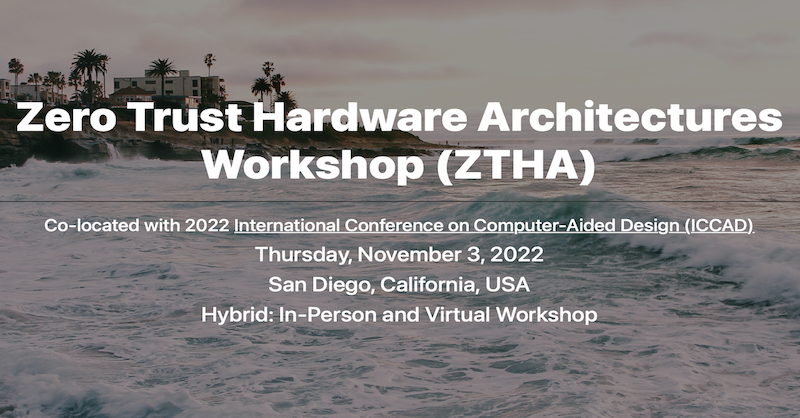 Zero Trust Hardware Architectures
Workshop (ZTHA)
Co-located with 2022 International Conference on Computer-Aided Design (ICCAD)
Thursday, November 3, 2022
San Diego, California, USA
Hybrid: In-Person and Virtual Workshop